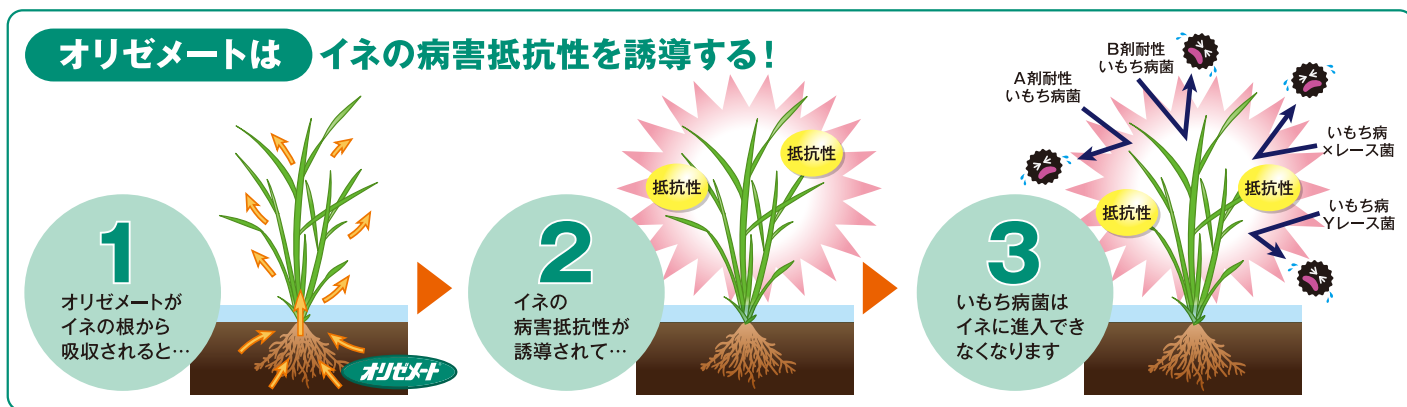 オリゼメートは イネの病害抵抗性を誘導する！
1
オリゼメートが
イネの根から
吸収されると…
オリゼメート
2
イネの
病害抵抗性が
誘導されて…
抵抗性
抵抗性
3
いもち病菌は
イネに進入でき
なくなります
A剤耐性
いもち病菌
B剤耐性
いもち病菌
いもち病
×レース菌
いもち病
Yレース菌
抵抗性
抵抗性